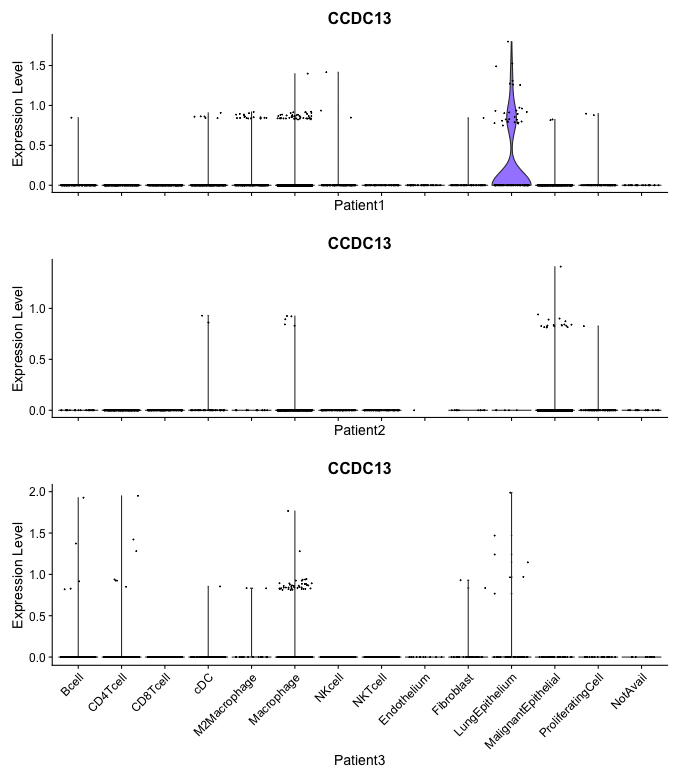 CCDC13
Expression Level
1.5
1.0
0.5
0.0
Patient1
CCDC13
Expression Level
1.0
0.5
0.0
Patient2
CCDC13
Expression Level
2.0
1.5
1.0
0.5
0.0
Bcell
CD4Tcell
CD8Tcell
cDC
M2Macrophage
Macrophage
NKcell
NKTcell
Endothelium
Fibroblast
LungEpithelium
MalignantEpithelial
ProliferatingCell
NotAvail
Patient3